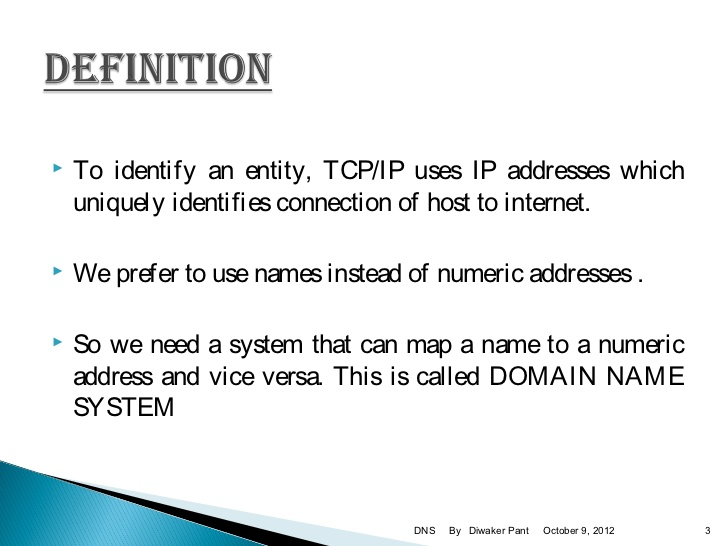 DEFINITION
To identify an entity, TCP/IP uses IP addresses which
uniquely identifies connection of host to internet.
We prefer to use names instead of numeric addresses .
So we need a system that can map a name to a numeric
address and vice versa. This is called DOMAIN NAME
SYSTEM
DNS By Diwaker Pant October 9, 2012 3